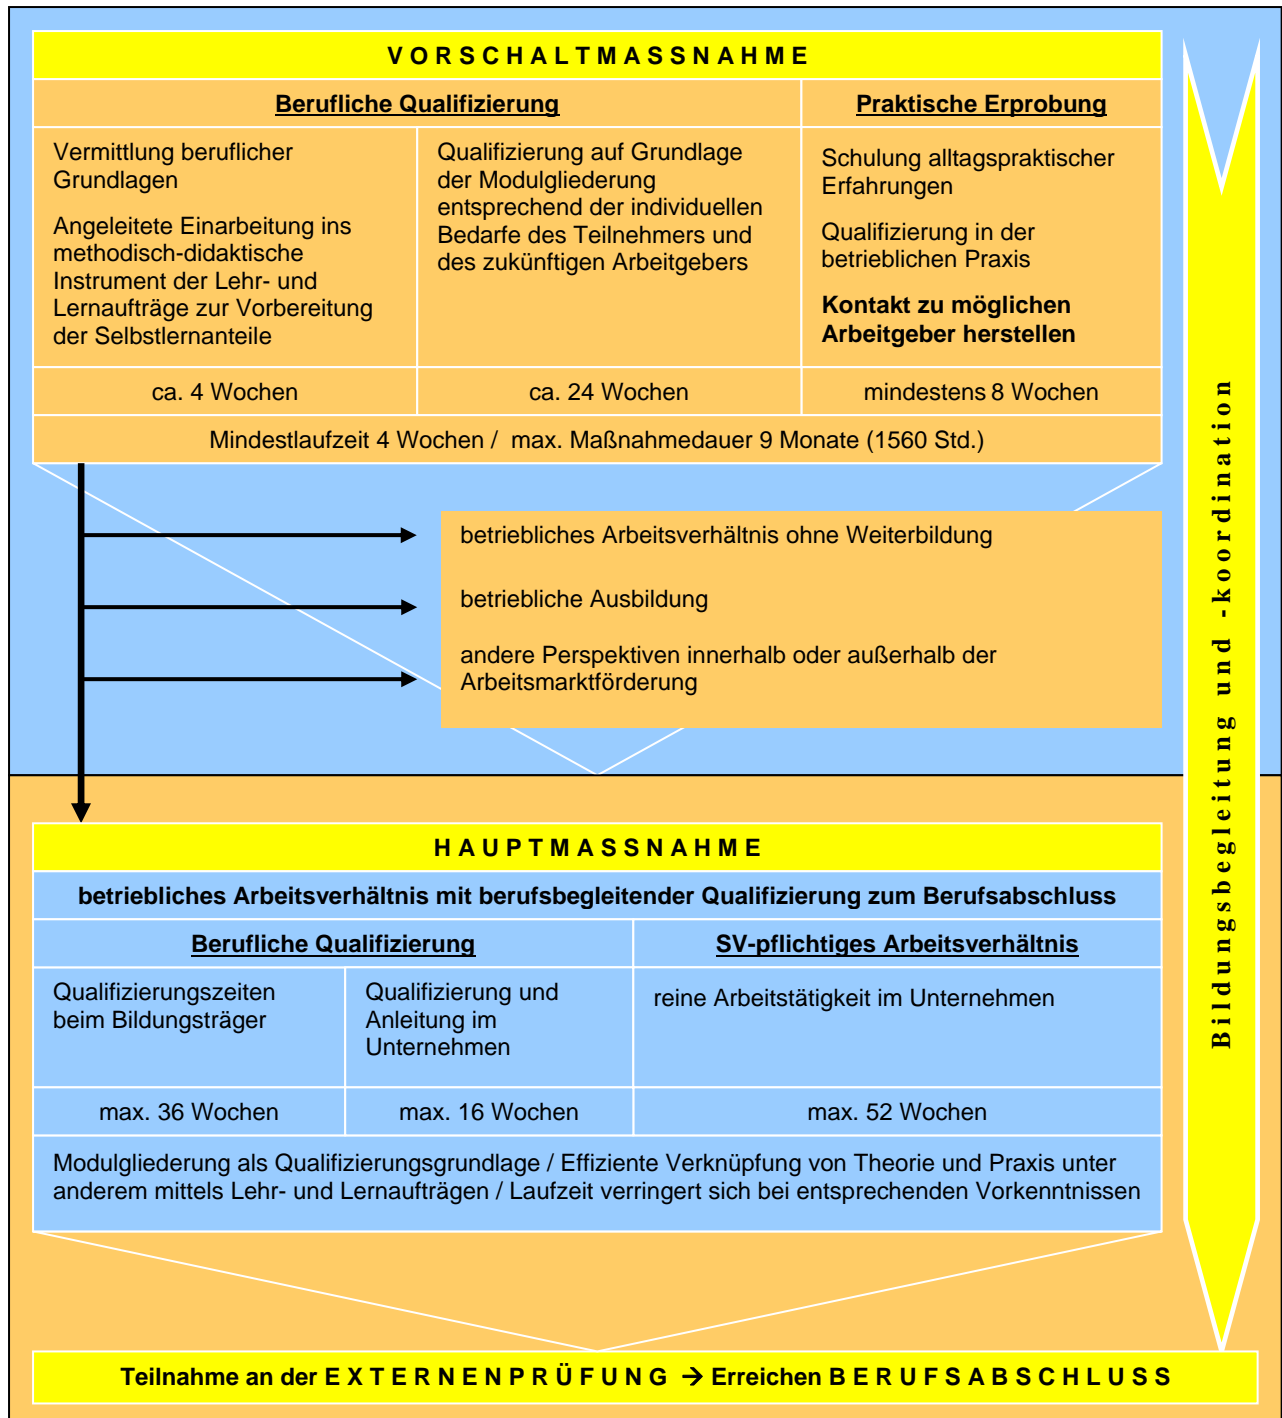 VORSCHALTMASSNAHME
Berufliche Qualifizierung
Praktische Erprobung
Vermittlung beruflicher
Grundlagen
Angeleitete Einarbeitung ins
methodisch-didaktische
Instrument der Lehr- und
Lernaufträge zur Vorbereitung
der Selbstlernanteile
Qualifizierung auf Grundlage
der Modulgliederung
entsprechend der individuellen
Bedarfe des Teilnehmers und
des zukünftigen Arbeitgebers
Schulung alltagspraktischer
Erfahrungen
Qualifizierung in der
betrieblichen Praxis
Kontakt zu möglichen
Arbeitgeber herstellen
ca. 4 Wochen
ca. 24 Wochen
mindestens 8 Wochen
Mindestlaufzeit 4 Wochen / max. Maßnahmedauer 9 Monate (1560 Std.)
betriebliches Arbeitsverhältnis ohne Weiterbildung
betriebliche Ausbildung
andere Perspektiven innerhalb oder außerhalb der
Arbeitsmarktförderung
HAUPTMASSNAHME
betriebliches Arbeitsverhältnis mit berufsbegleitender Qualifizierung zum Berufsabschluss
Berufliche Qualifizierung
SV-pflichtiges Arbeitsverhältnis
Qualifizierungszeiten
beim Bildungsträger
Qualifizierung und
Anleitung im
Unternehmen
reine Arbeitstätigkeit im Unternehmen
max. 36 Wochen
max. 16 Wochen
max. 52 Wochen
Modulgliederung als Qualifizierungsgrundlage / Effiziente Verknüpfung von Theorie und Praxis unter
anderem mittels Lehr- und Lernaufträgen / Laufzeit verringert sich bei entsprechenden Vorkenntnissen
Teilnahme an der EXTERNENPRÜFUNG → Erreichen BERUFSABSCHLUSS
Bildungsbegleitung und -koordination